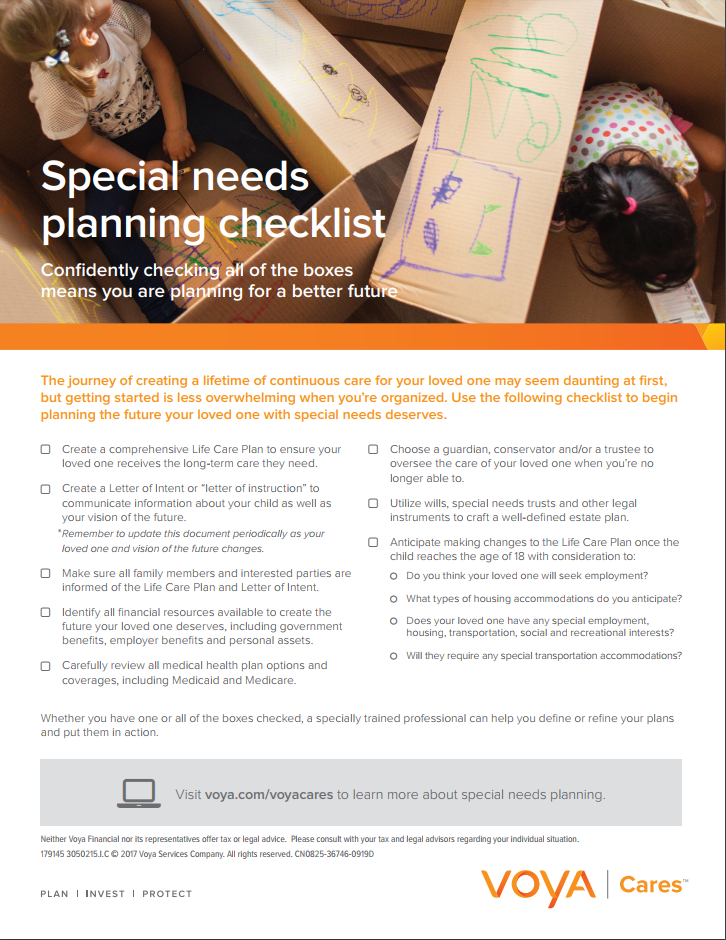 Special needs
planning checklist
Confidently checking all of the boxes
means you are planning for a better future
The journey of creating a lifetime of continuous care for your loved one may seem daunting at first,
but getting started is less overwhelming when you're organized. Use the following checklist to begin
planning the future your loved one with special needs deserves.
Create a comprehensive Life Care Plan to ensure your
loved one receives the long-term care they need.
Create a Letter of Intent or "letter of instruction" to
communicate information about your child as well as
your vision of the future.
*Remember to update this document periodically as your
loved one and vision of the future changes.
Make sure all family members and interested parties are
informed of the Life Care Plan and Letter of Intent.
Identify all financial resources available to create the
future your loved one deserves, including government
benefits, employer benefits and personal assets.
Carefully review all medical health plan options and
coverages, including Medicaid and Medicare.
Choose a guardian, conservator and/or a trustee to
oversee the care of your loved one when you're no
longer able to.
Utilize wills, special needs trusts and other legal
instruments to craft a well-defined estate plan.
Anticipate making changes to the Life Care Plan once the
child reaches the age of 18 with consideration to:
Do you think your loved one will seek employment?
What types of housing accommodations do you anticipate?
Does your loved one have any special employment,
housing, transportation, social and recreational interests?
Will they require any special transportation accommodations?
Whether you have one or all of the boxes checked, a specially trained professional can help you define or refine your plans
and put them in action.
Visit voya.com/voyacares to learn more about special needs planning.
Neither Voya Financial nor its representatives offer tax or legal advice. Please consult with your tax and legal advisors regarding your individual situation.
179145 3050215.I.C © 2017 Voya Services Company. All rights reserved. CN0825-36746-0919D
PLAN | INVEST | PROTECT
VOYA | Cares™